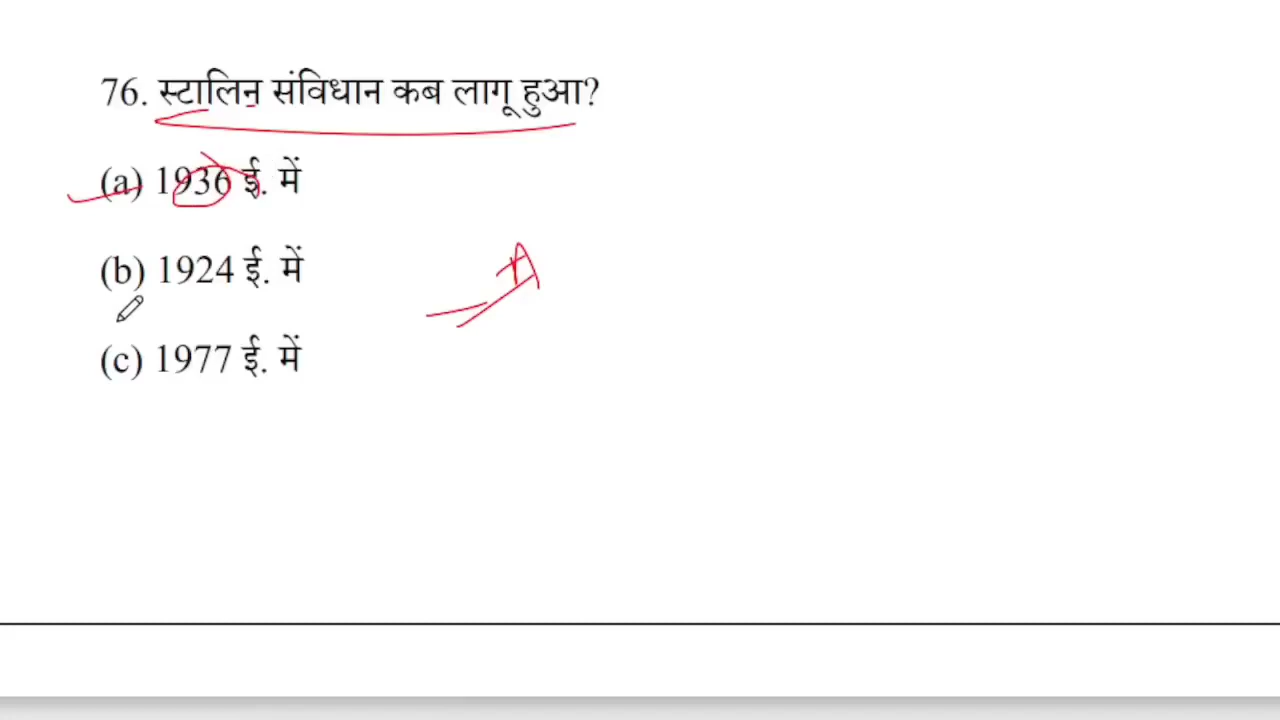 76. स्टालिन संविधान कब लागू हुआ?
(a) 1936 ई. में
(b) 1924 ई. में
A
(c) 1977 ई. में